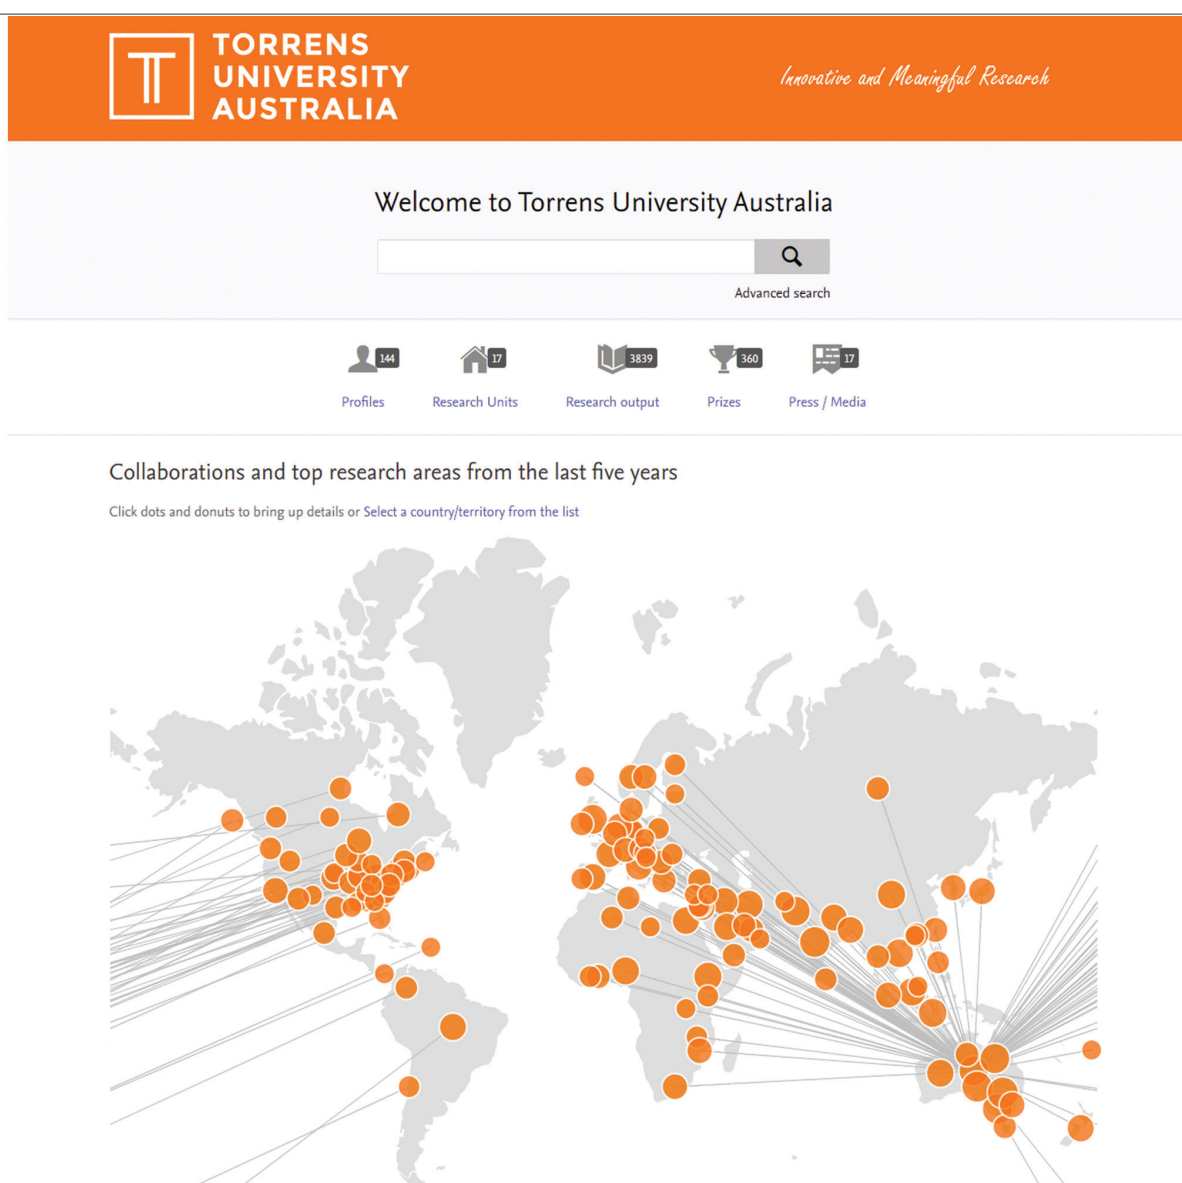 TORRENS
UNIVERSITY
AUSTRALIA
Innovative and Meaningful Research
Welcome to Torrens University Australia
Advanced search
144 17 3839 360 17
Profiles Research Units Research output Prizes Press / Media
Collaborations and top research areas from the last five years
Click dots and donuts to bring up details or Select a country/territory from the list